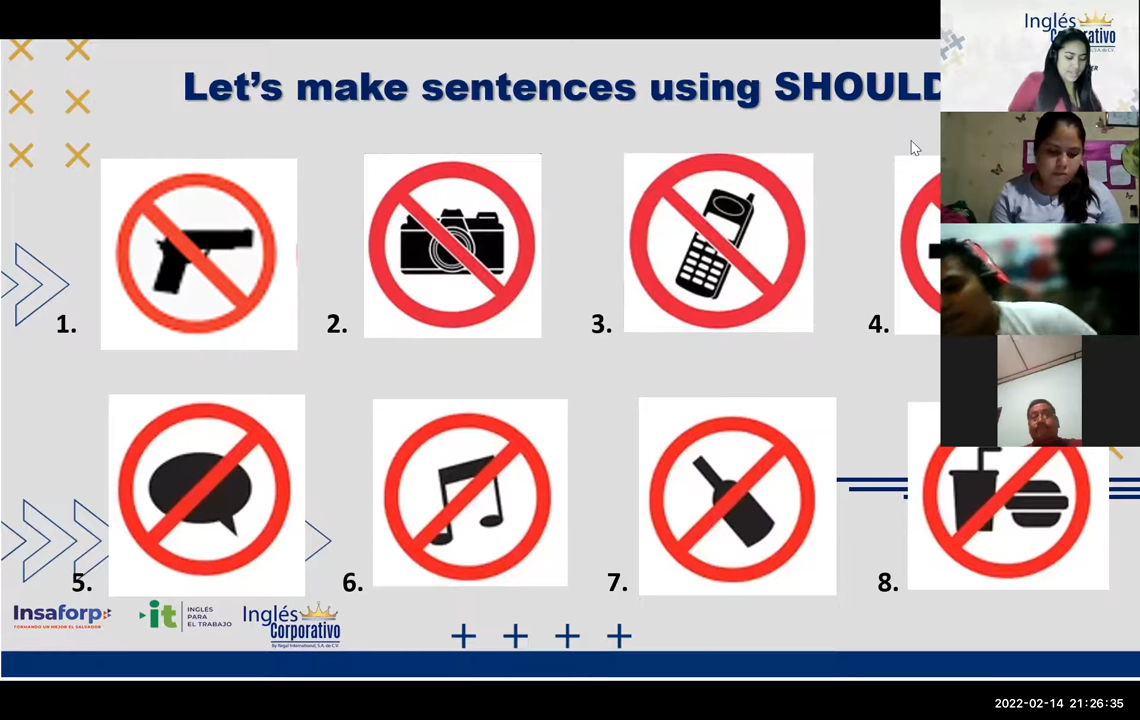 Inglés
Corporativo
Let's make sentences using SHOULD
1.
2.
3.
4.
5.
6.
7.
8.
Insaforp
FORMANDO UN MEJOR EL SALVADOR
it
INGLÉS
PARA
EL TRABAJO
Inglés
Corporativo
By Regal International, S.A. de C.V.
2022-02-14 21:26:35